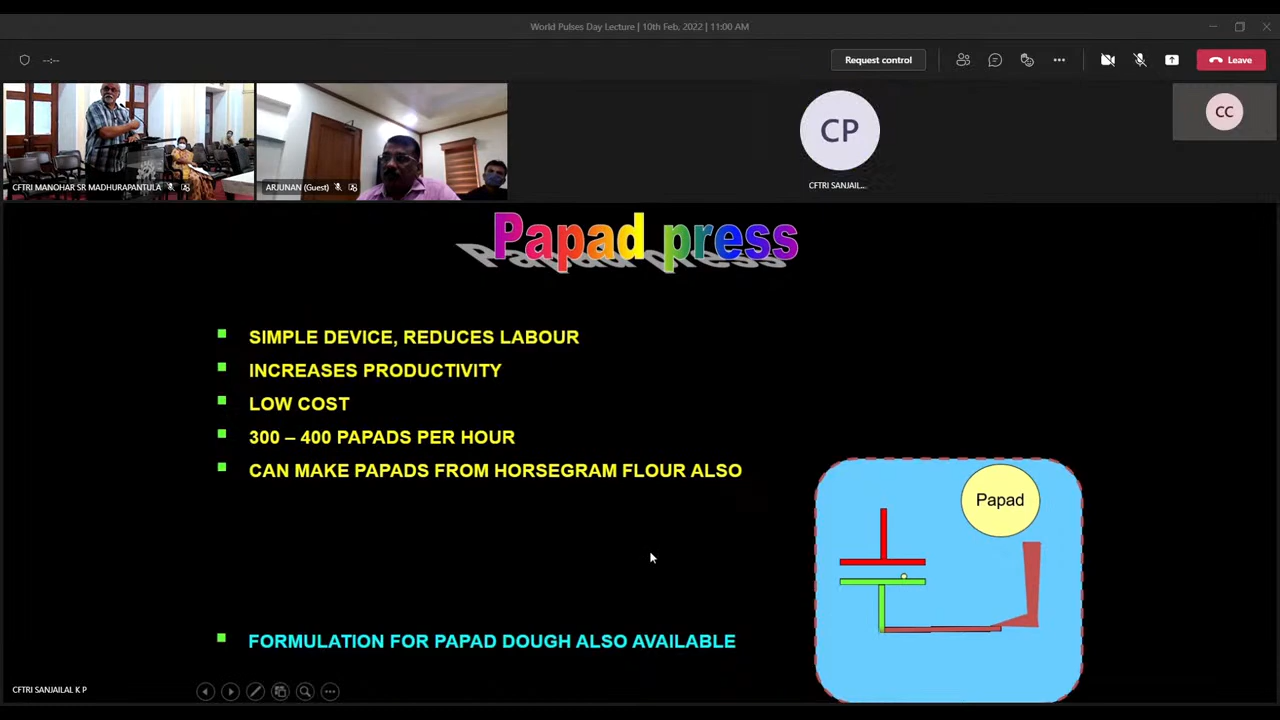 World Pulses Day Lecture | 10th Feb, 2022 | 11:00 AM
--:--
Request control
Leave
CFTRI MANOHAR SR MADHURAPANTULA
ARJUNAN (Guest)
CP
CFTRI SANJAIL...
CC
Papad press
SIMPLE DEVICE, REDUCES LABOUR
INCREASES PRODUCTIVITY
LOW COST
300 – 400 PAPADS PER HOUR
CAN MAKE PAPADS FROM HORSEGRAM FLOUR ALSO
Papad
FORMULATION FOR PAPAD DOUGH ALSO AVAILABLE
CFTRI SANJAILAL K P